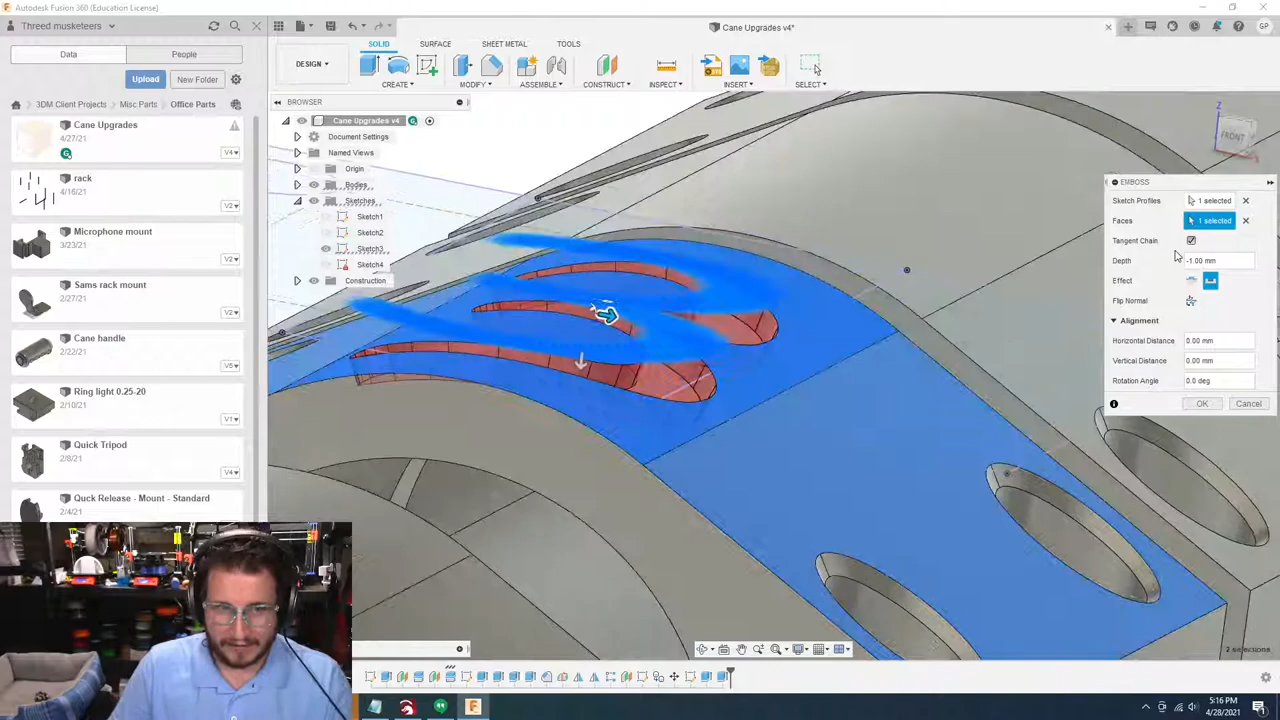 Autodesk Fusion 360 (Education License)
Threed musketeers
Cane Upgrades v4*
GP
Data
People
SOLID
SURFACE
SHEET METAL
TOOLS
DESIGN
CREATE
MODIFY
ASSEMBLE
CONSTRUCT
INSPECT
INSERT
SELECT
Upload
New Folder
3DM Client Projects
Misc Parts
Office Parts
BROWSER
Cane Upgrades v4
Document Settings
Named Views
Origin
Bodies
Sketches
Sketch1
Sketch2
Sketch3
Sketch4
Construction
Cane Upgrades
4/27/21
V4
rack
4/16/21
V2
Microphone mount
3/23/21
V2
Sams rack mount
2/27/21
V2
Cane handle
2/22/21
V5
Ring light 0.25-20
2/10/21
V1
Quick Tripod
2/8/21
V4
Quck Release - Mount - Standard
2/4/21
Z
FRONT
EMBOSS
Sketch Profiles
1 selected
Faces
1 selected
Tangent Chain
Depth
-1.00 mm
Effect
Flip Normal
Alignment
Horizontal Distance
0.00 mm
Vertical Distance
0.00 mm
Rotation Angle
0.0 deg
OK
Cancel
2 selections
5:16 PM
4/28/2021